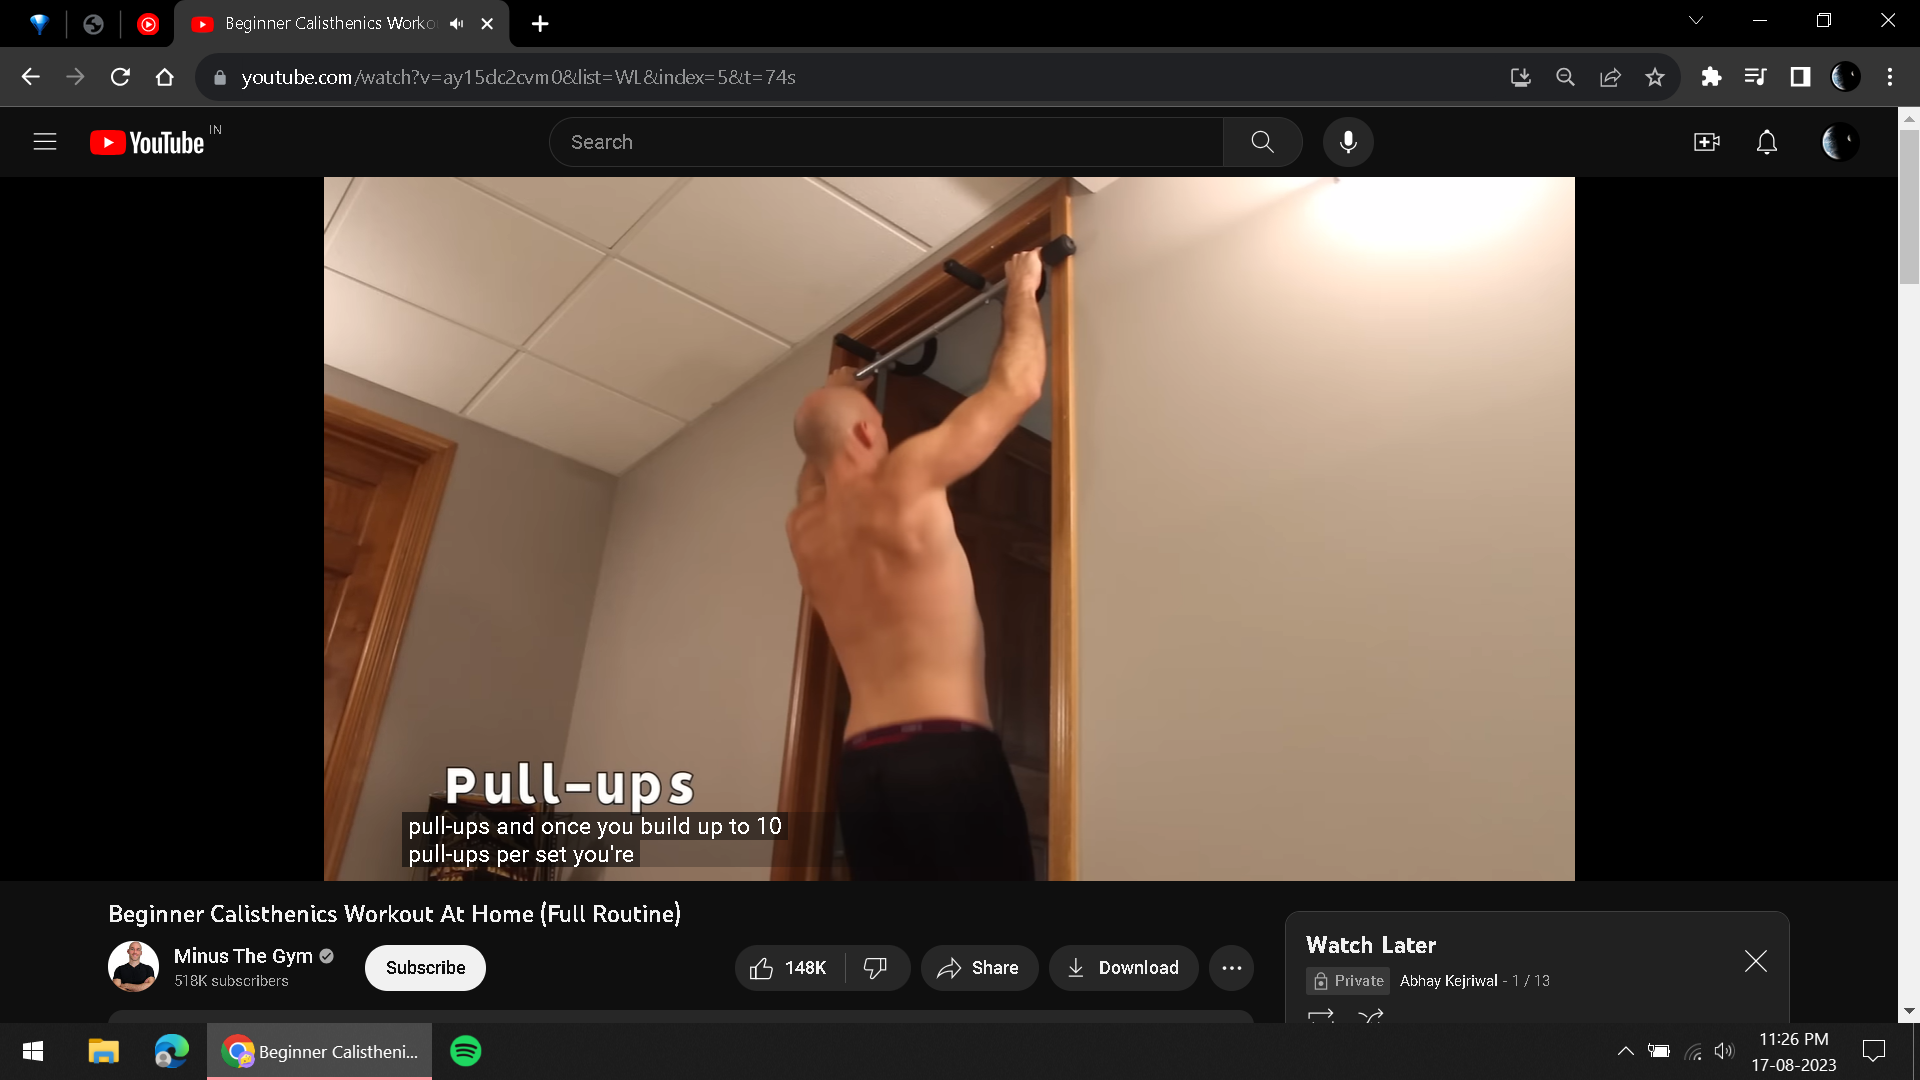 Beginner Calisthenics Worko
youtube.com/watch?v=ay15dc2cvm0&list=WL&index=5&t=74s
YouTube IN
Search
Pull-ups
pull-ups and once you build up to 10
pull-ups per set you're
Beginner Calisthenics Workout At Home (Full Routine)
Minus The Gym
518K subscribers
Subscribe
148K
Share
Download
Watch Later
Private Abhay Kejriwal - 1 / 13
Beginner Calistheni...
11:26 PM
17-08-2023